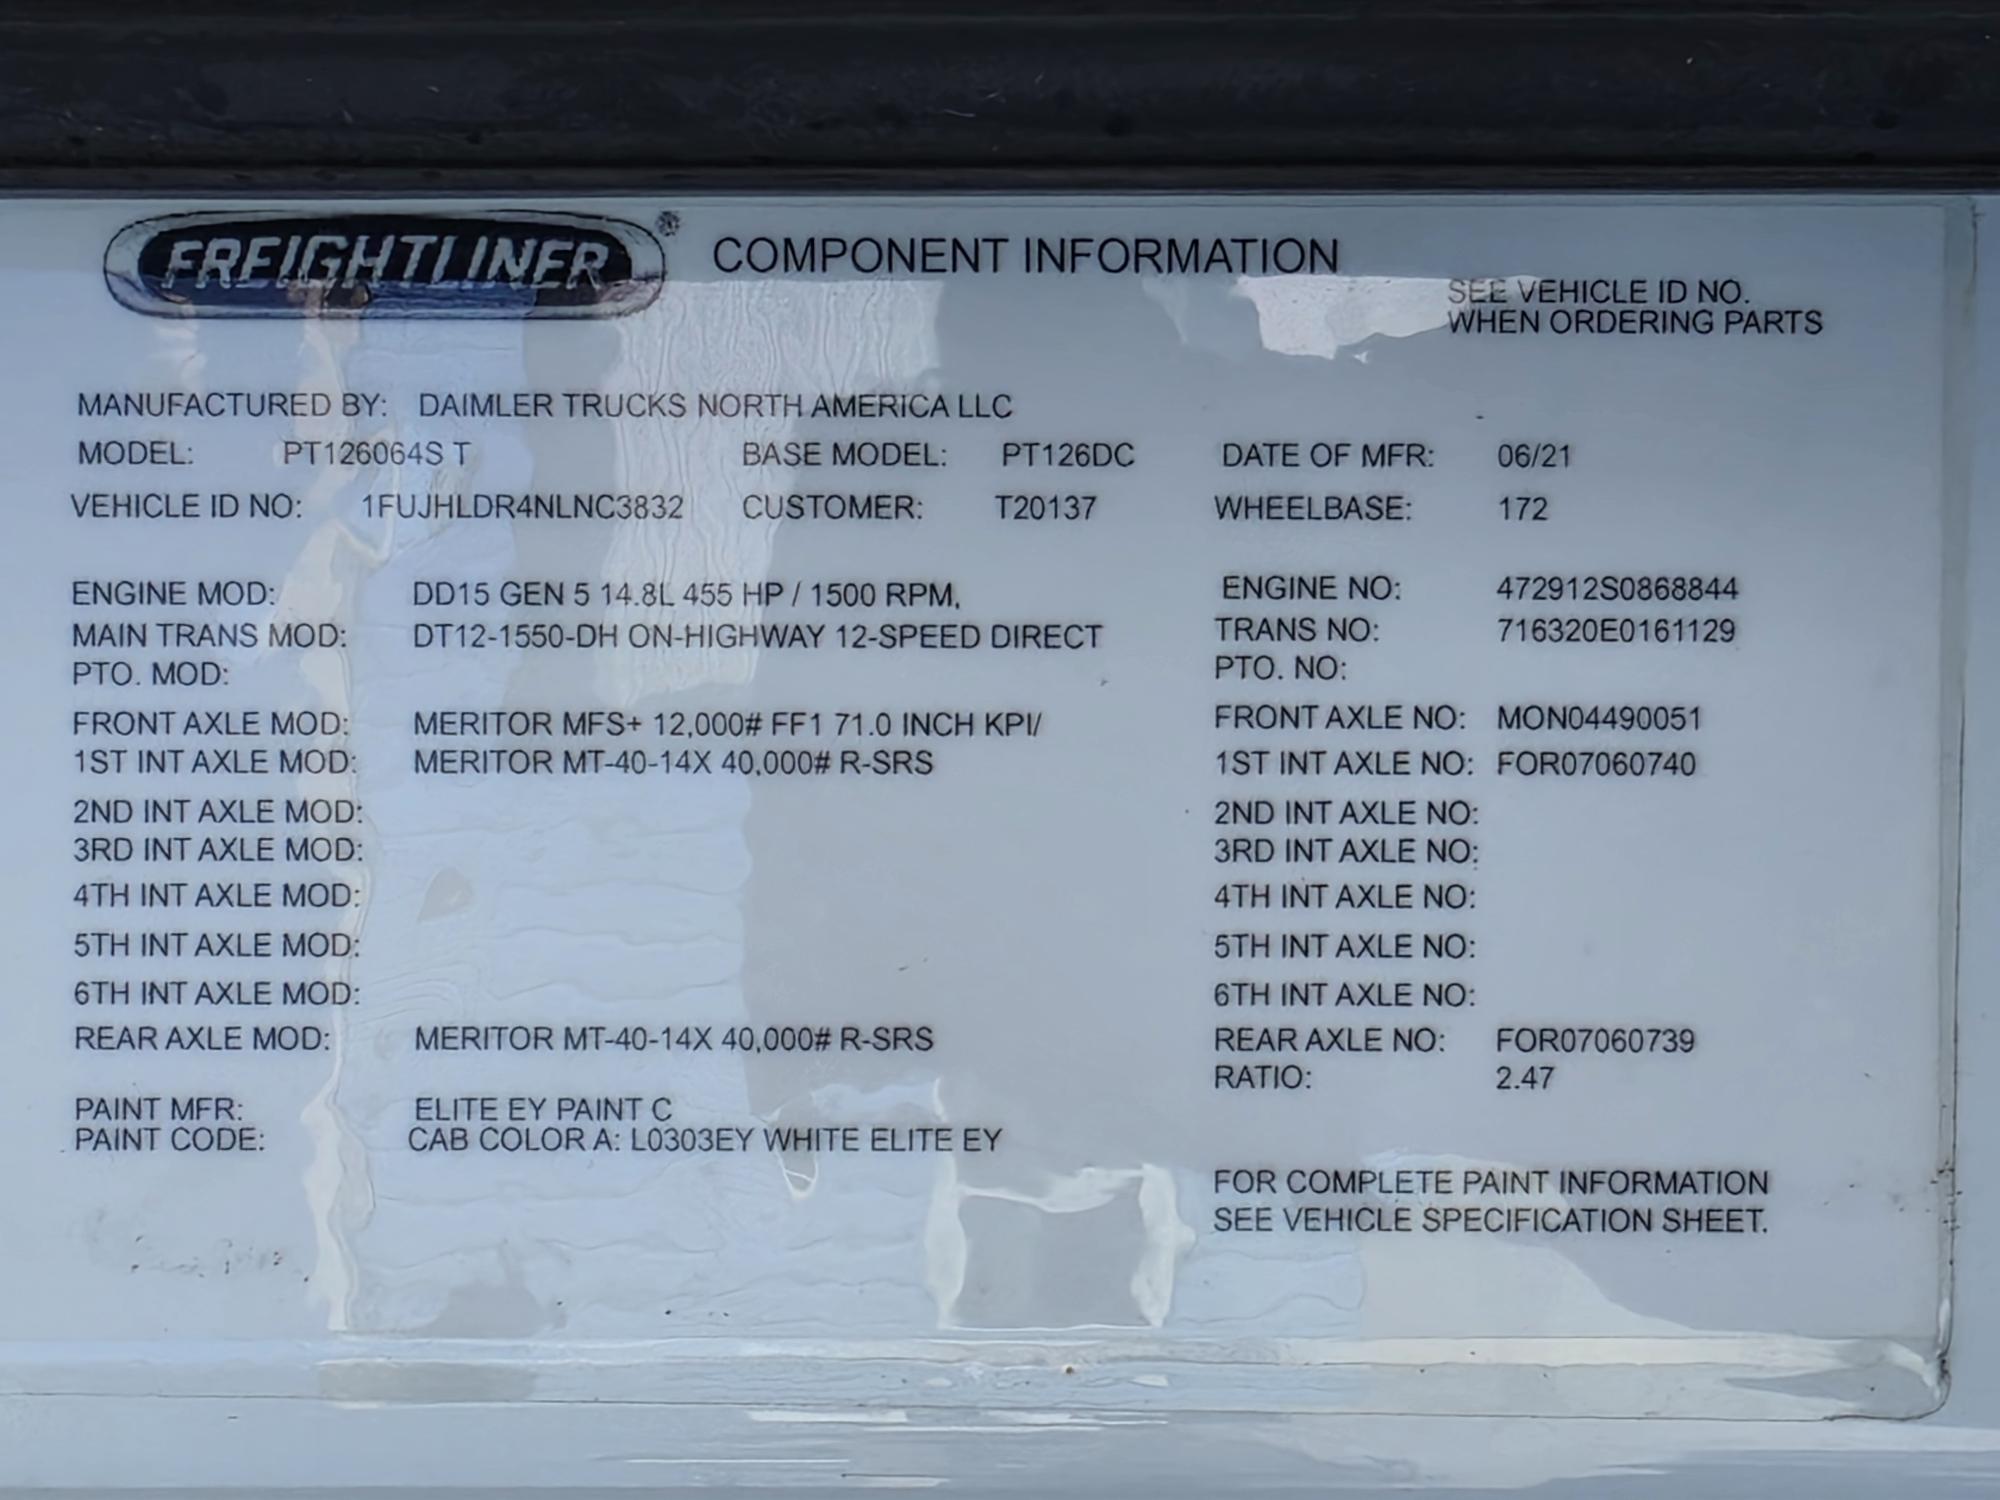 FREIGHTLINER ® COMPONENT INFORMATION
SEE VEHICLE ID NO.
WHEN ORDERING PARTS
MANUFACTURED BY: DAIMLER TRUCKS NORTH AMERICA LLC
MODEL: PT126064S T BASE MODEL: PT126DC DATE OF MFR: 06/21
VEHICLE ID NO: 1FUJHLDR4NLNC3832 CUSTOMER: T20137 WHEELBASE: 172
ENGINE MOD: DD15 GEN 5 14.8L 455 HP / 1500 RPM, ENGINE NO: 472912S0868844
MAIN TRANS MOD: DT12-1550-DH ON-HIGHWAY 12-SPEED DIRECT TRANS NO: 716320E0161129
PTO. MOD: PTO. NO:
FRONT AXLE MOD: MERITOR MFS+ 12,000# FF1 71.0 INCH KPI/ FRONT AXLE NO: MON04490051
1ST INT AXLE MOD: MERITOR MT-40-14X 40,000# R-SRS 1ST INT AXLE NO: FOR07060740
2ND INT AXLE MOD: 2ND INT AXLE NO:
3RD INT AXLE MOD: 3RD INT AXLE NO:
4TH INT AXLE MOD: 4TH INT AXLE NO:
5TH INT AXLE MOD: 5TH INT AXLE NO:
6TH INT AXLE MOD: 6TH INT AXLE NO:
REAR AXLE MOD: MERITOR MT-40-14X 40,000# R-SRS REAR AXLE NO: FOR07060739
RATIO: 2.47
PAINT MFR: ELITE EY PAINT C
PAINT CODE: CAB COLOR A: L0303EY WHITE ELITE EY
FOR COMPLETE PAINT INFORMATION
SEE VEHICLE SPECIFICATION SHEET.